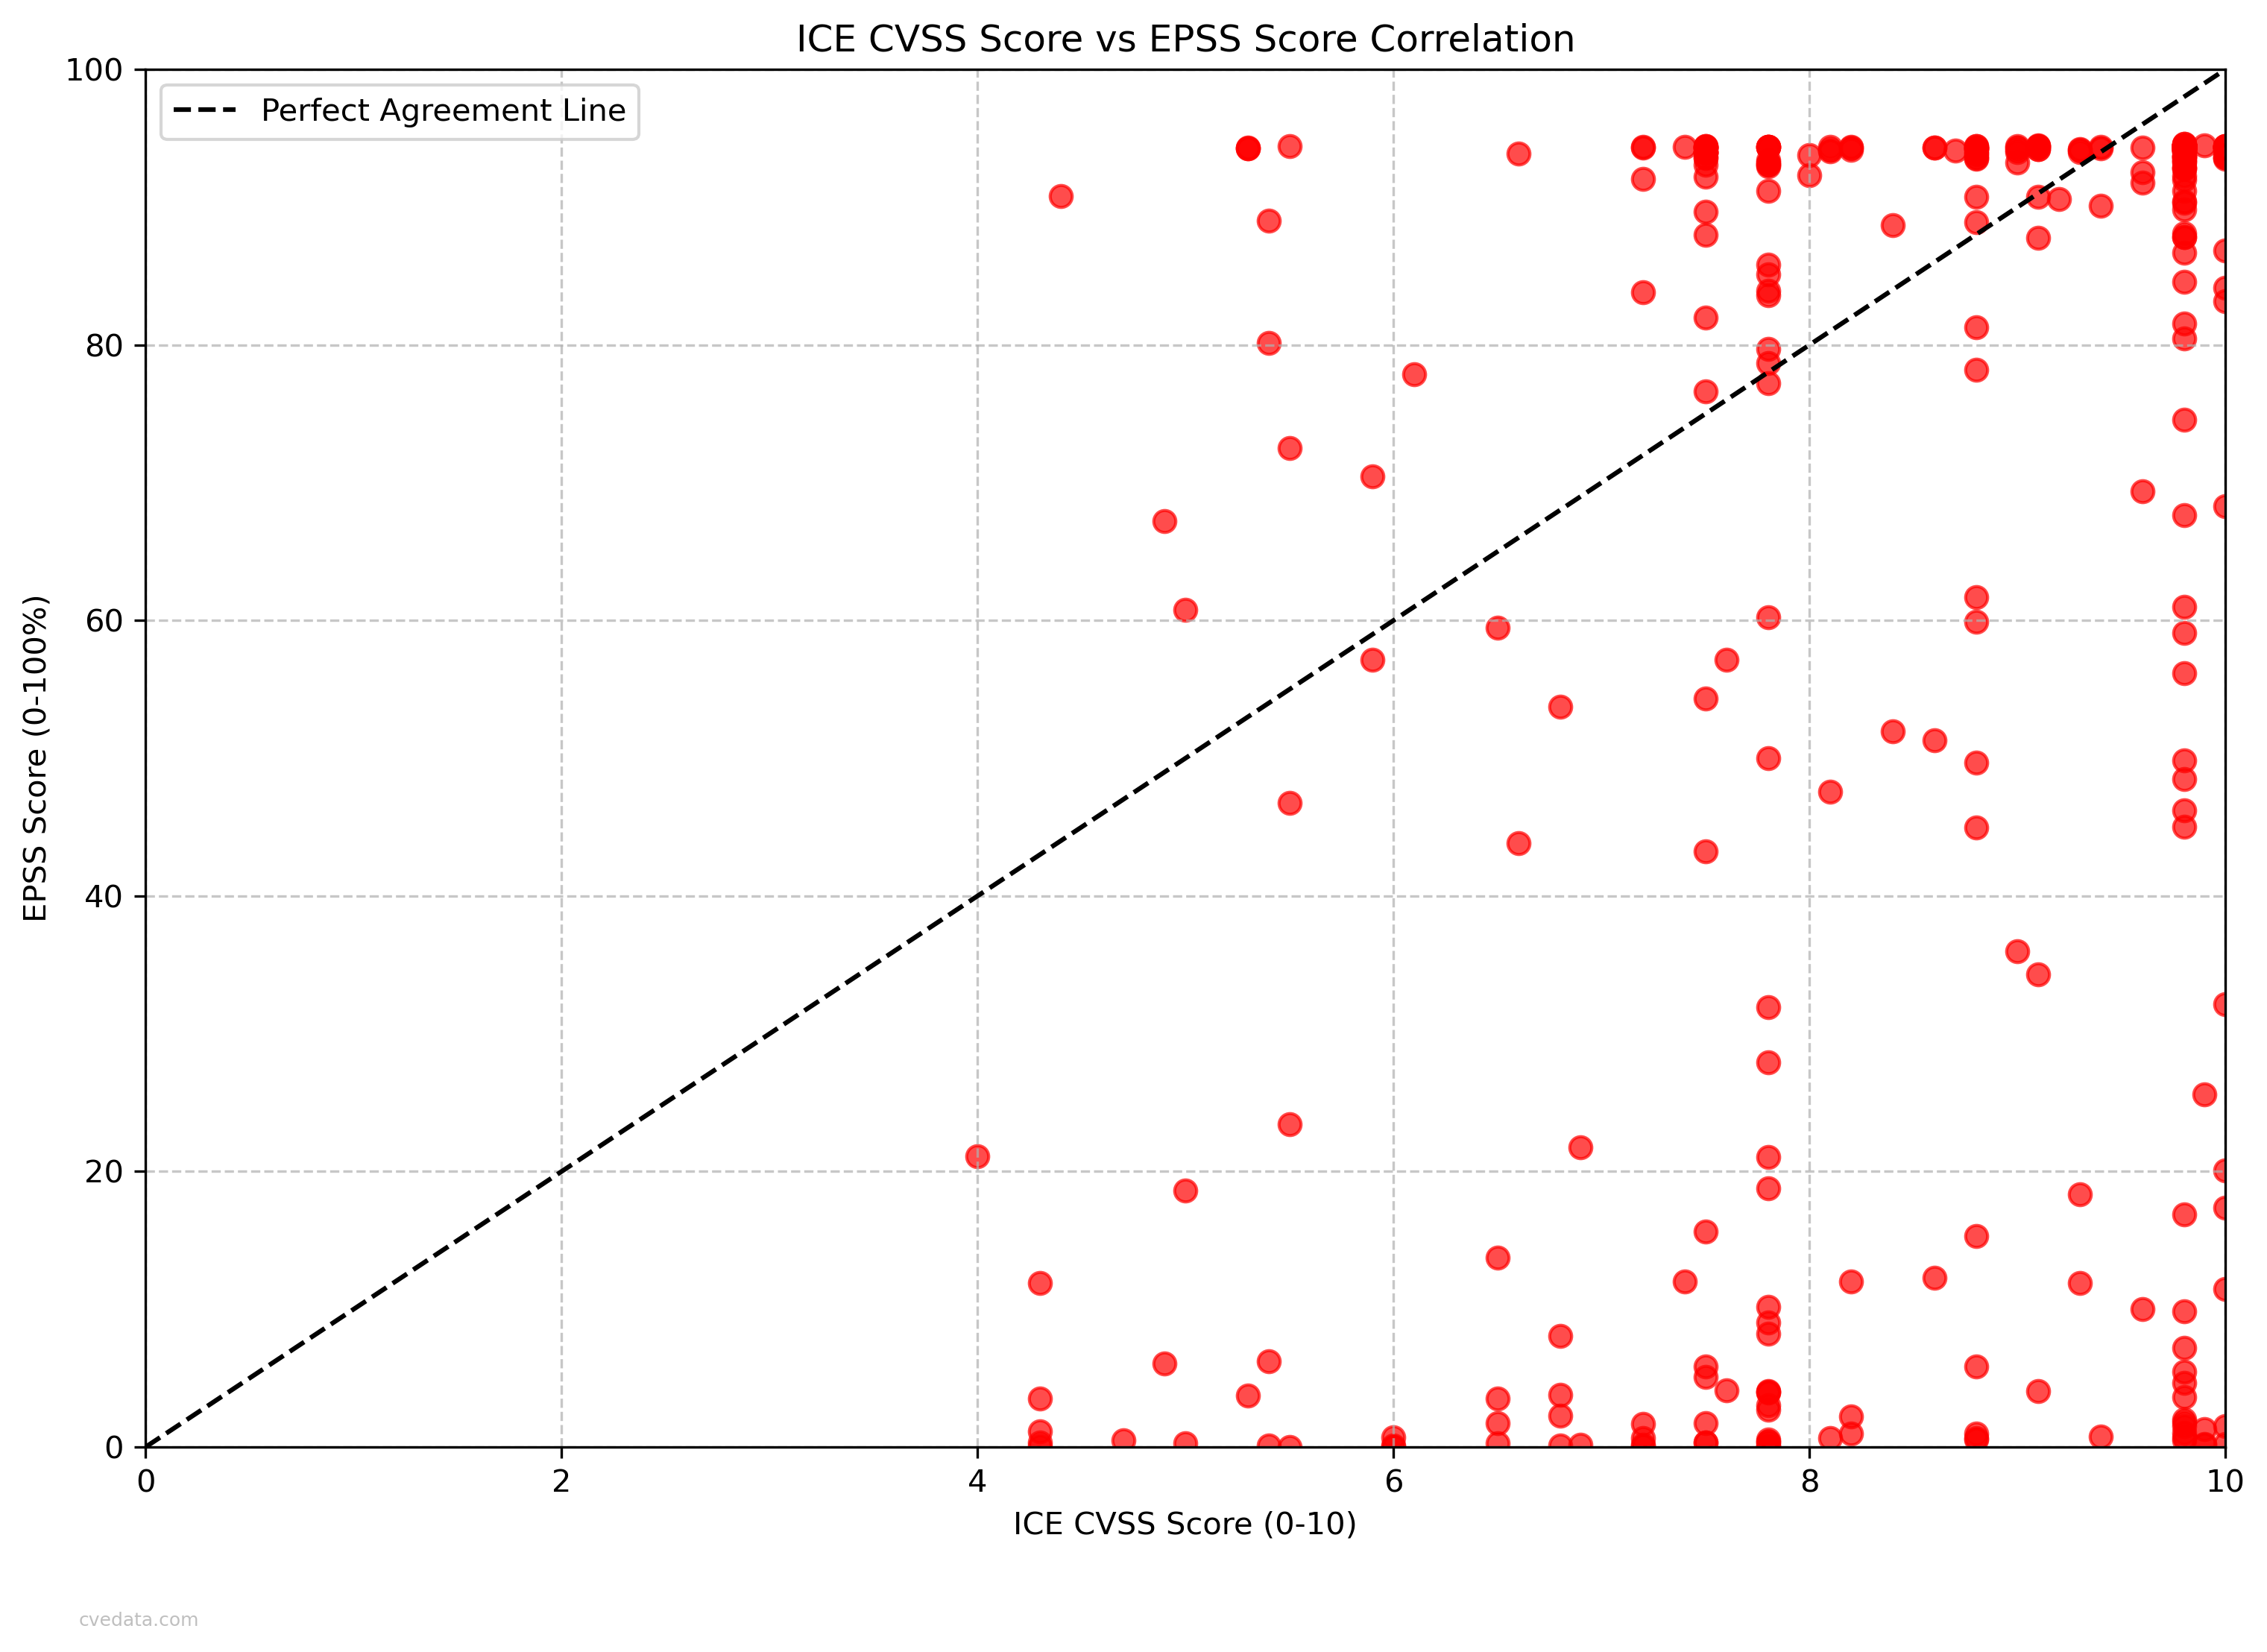 ICE CVSS Score vs EPSS Score Correlation
Perfect Agreement Line
100
80
60
40
20
0
EPSS Score (0-100%)
0 2 4 6 8 10
ICE CVSS Score (0-10)
cvedata.com